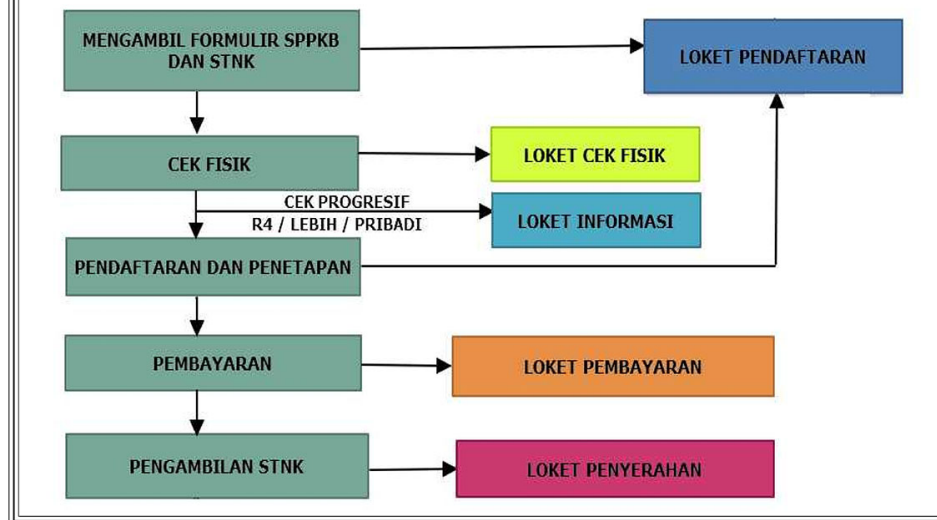 MENGAMBIL FORMULIR SPPKB
DAN STNK
LOKET PENDAFTARAN
CEK FISIK
LOKET CEK FISIK
CEK PROGRESIF
R4 / LEBIH / PRIBADI
LOKET INFORMASI
PENDAFTARAN DAN PENETAPAN
PEMBAYARAN
LOKET PEMBAYARAN
PENGAMBILAN STNK
LOKET PENYERAHAN